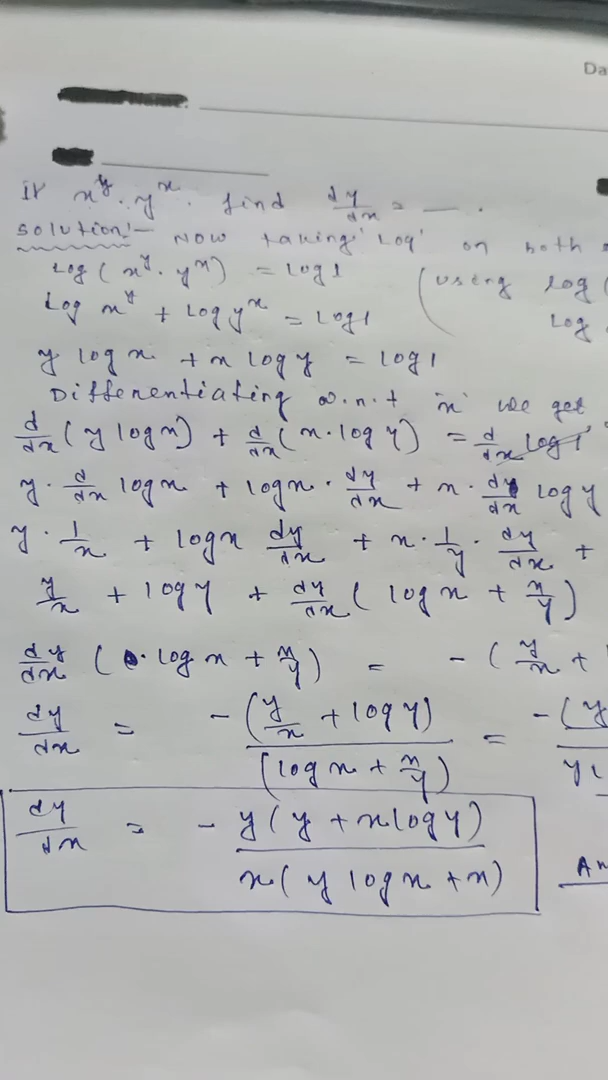 Da
If x^y . y^x . find dy/dx = — .
Solution:- Now taking 'Log' on both
Log ( x^y . y^x ) = Log 1 ( using log (
Log x^y + Log y^x = Log 1 Log
y log x + x log y = log 1
Differentiating w.r.t 'x' we get
d/dx ( y log x ) + d/dx ( x . log y ) = d/dx log 1
y . d/dx log x + log x . dy/dx + x . dy/dx log y
y . 1/x + log x dy/dx + x . 1/y . dy/dx +
y/x + log y + dy/dx ( log x + x/y )
dy/dx ( log x + x/y ) = - ( y/x +
dy/dx = -( y/x + log y ) / ( log x + x/y ) = -( y
dy/dx = - y ( y + x log y ) / x ( y log x + x )